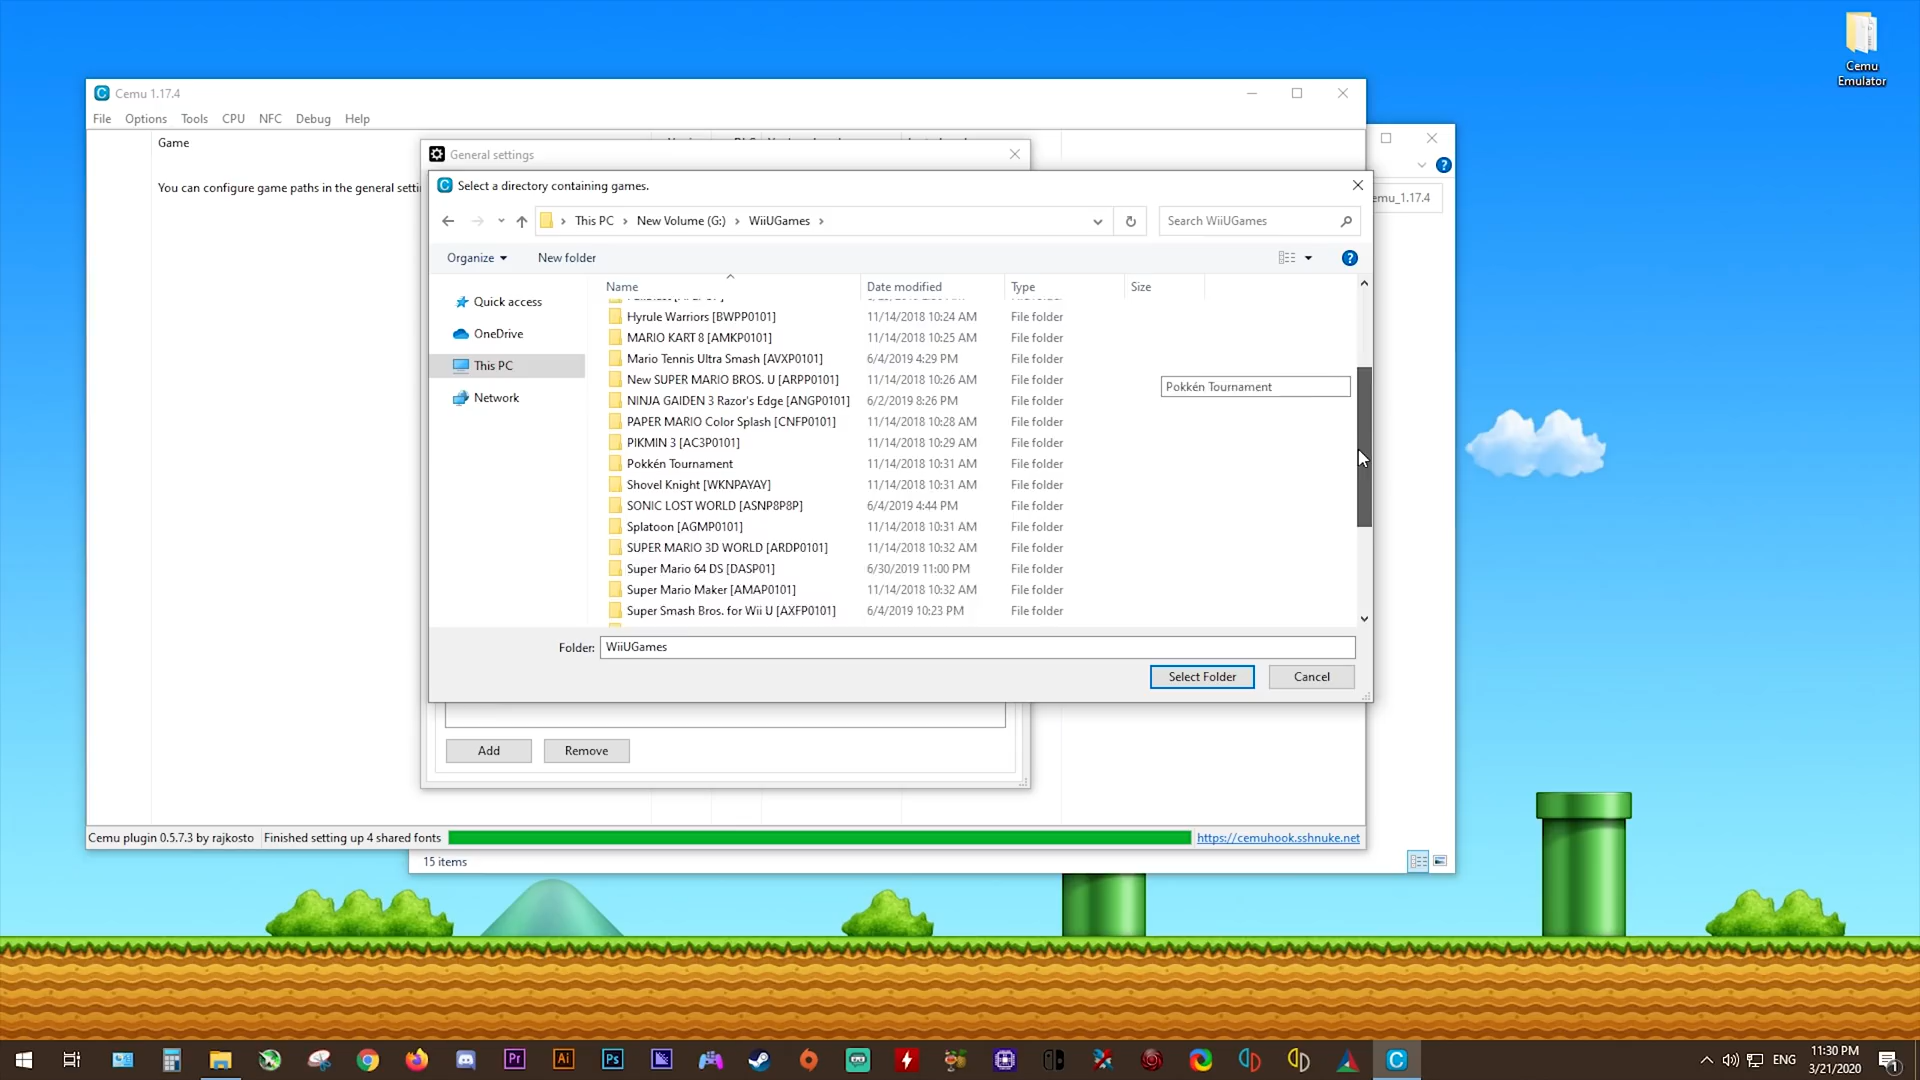 Cemu
Emulator
Cemu 1.17.4
File Options Tools CPU NFC Debug Help
Game
You can configure game paths in the general setti
General settings
emu_1.17.4
Select a directory containing games.
This PC > New Volume (G:) > WiiUGames >
Search WiiUGames
Organize New folder
Name Date modified Type Size
Quick access
OneDrive
This PC
Network
Hyrule Warriors [BWPP0101] 11/14/2018 10:24 AM File folder
MARIO KART 8 [AMKP0101] 11/14/2018 10:25 AM File folder
Mario Tennis Ultra Smash [AVXP0101] 6/4/2019 4:29 PM File folder
New SUPER MARIO BROS. U [ARPP0101] 11/14/2018 10:26 AM File folder
NINJA GAIDEN 3 Razor's Edge [ANGP0101] 6/2/2019 8:26 PM File folder
PAPER MARIO Color Splash [CNFP0101] 11/14/2018 10:28 AM File folder
PIKMIN 3 [AC3P0101] 11/14/2018 10:29 AM File folder
Pokkén Tournament 11/14/2018 10:31 AM File folder
Shovel Knight [WKNPAYAY] 11/14/2018 10:31 AM File folder
SONIC LOST WORLD [ASNP8P8P] 6/4/2019 4:44 PM File folder
Splatoon [AGMP0101] 11/14/2018 10:31 AM File folder
SUPER MARIO 3D WORLD [ARDP0101] 11/14/2018 10:32 AM File folder
Super Mario 64 DS [DASP01] 6/30/2019 11:00 PM File folder
Super Mario Maker [AMAP0101] 11/14/2018 10:32 AM File folder
Super Smash Bros. for Wii U [AXFP0101] 6/4/2019 10:23 PM File folder
Pokkén Tournament
Folder: WiiUGames
Select Folder Cancel
Add Remove
Cemu plugin 0.5.7.3 by rajkosto Finished setting up 4 shared fonts https://cemuhook.sshnuke.net
15 items
Pr Ai Ps
ENG
11:30 PM
3/21/2020
1